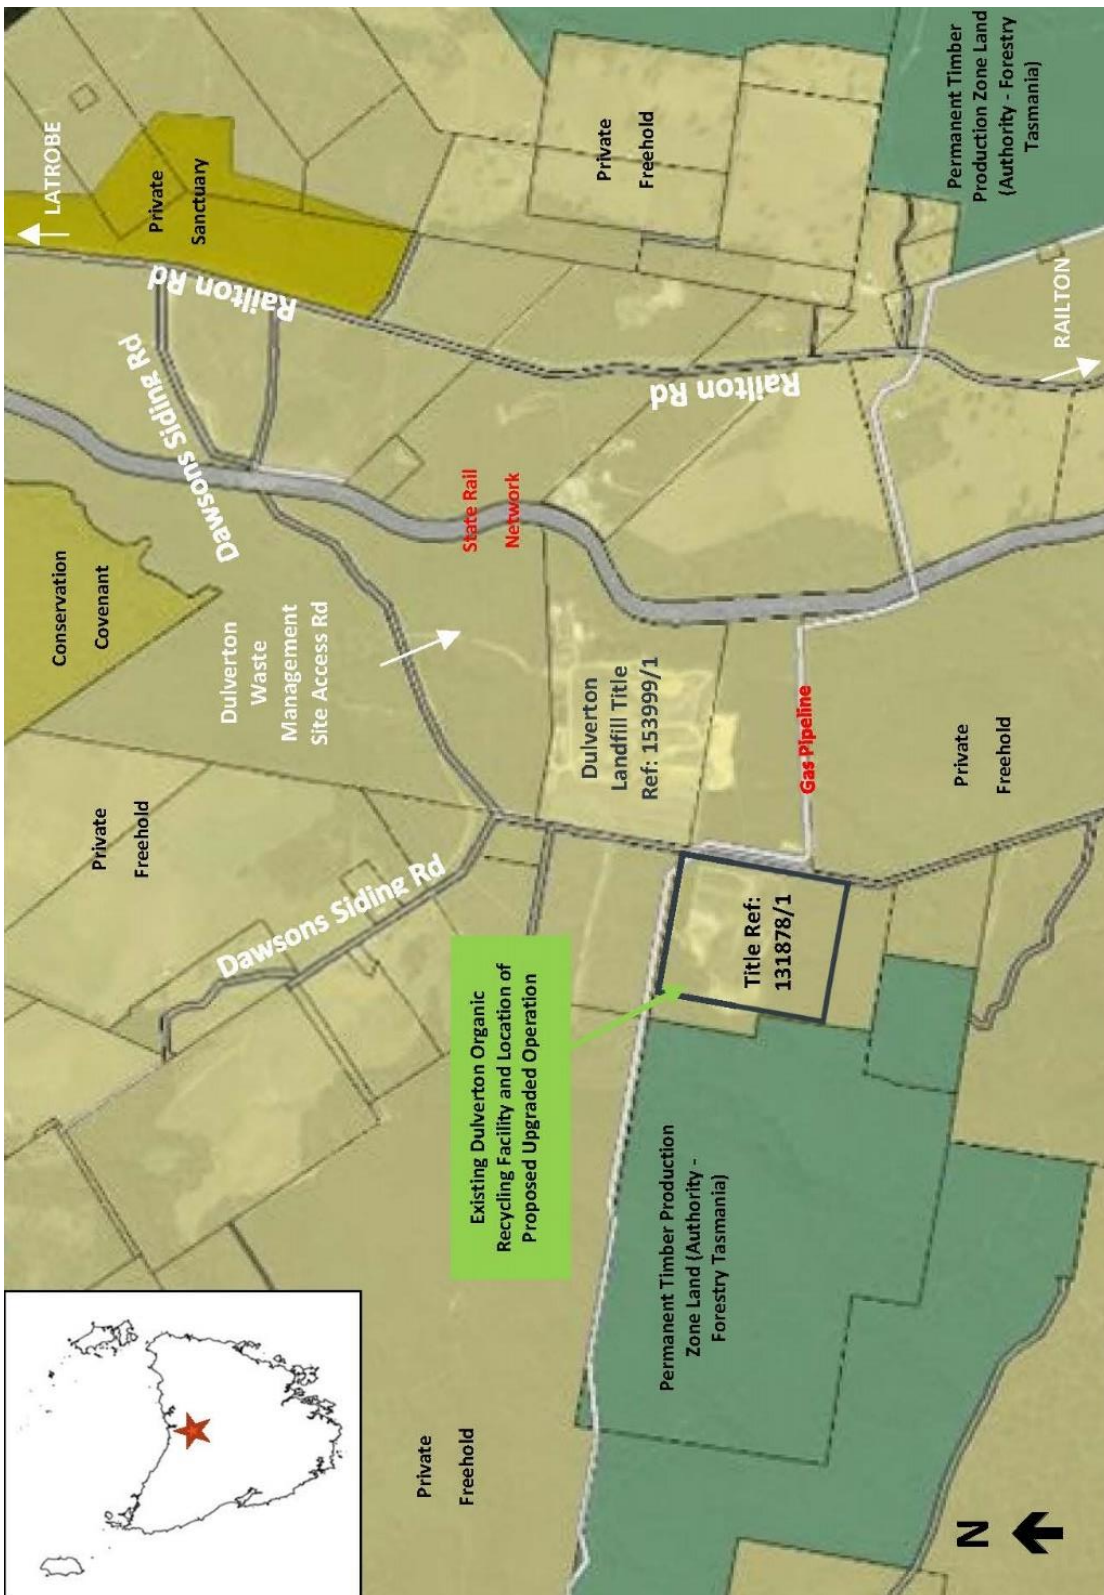 LATROBE
Private
Sanctuary
Railton Rd
Dawsons Siding Rd
Conservation
Covenant
Private
Freehold
Permanent Timber
Production Zone Land
(Authority - Forestry
Tasmania)
Dulverton
Waste
Management
Site Access Rd
State Rail
Network
Railton Rd
RAILTON
Private
Freehold
Dawsons Siding Rd
Dulverton
Landfill Title
Ref: 153999/1
Gas Pipeline
Private
Freehold
Existing Dulverton Organic
Recycling Facility and Location of
Proposed Upgraded Operation
Title Ref:
131878/1
Permanent Timber Production
Zone Land (Authority -
Forestry Tasmania)
Private
Freehold
N